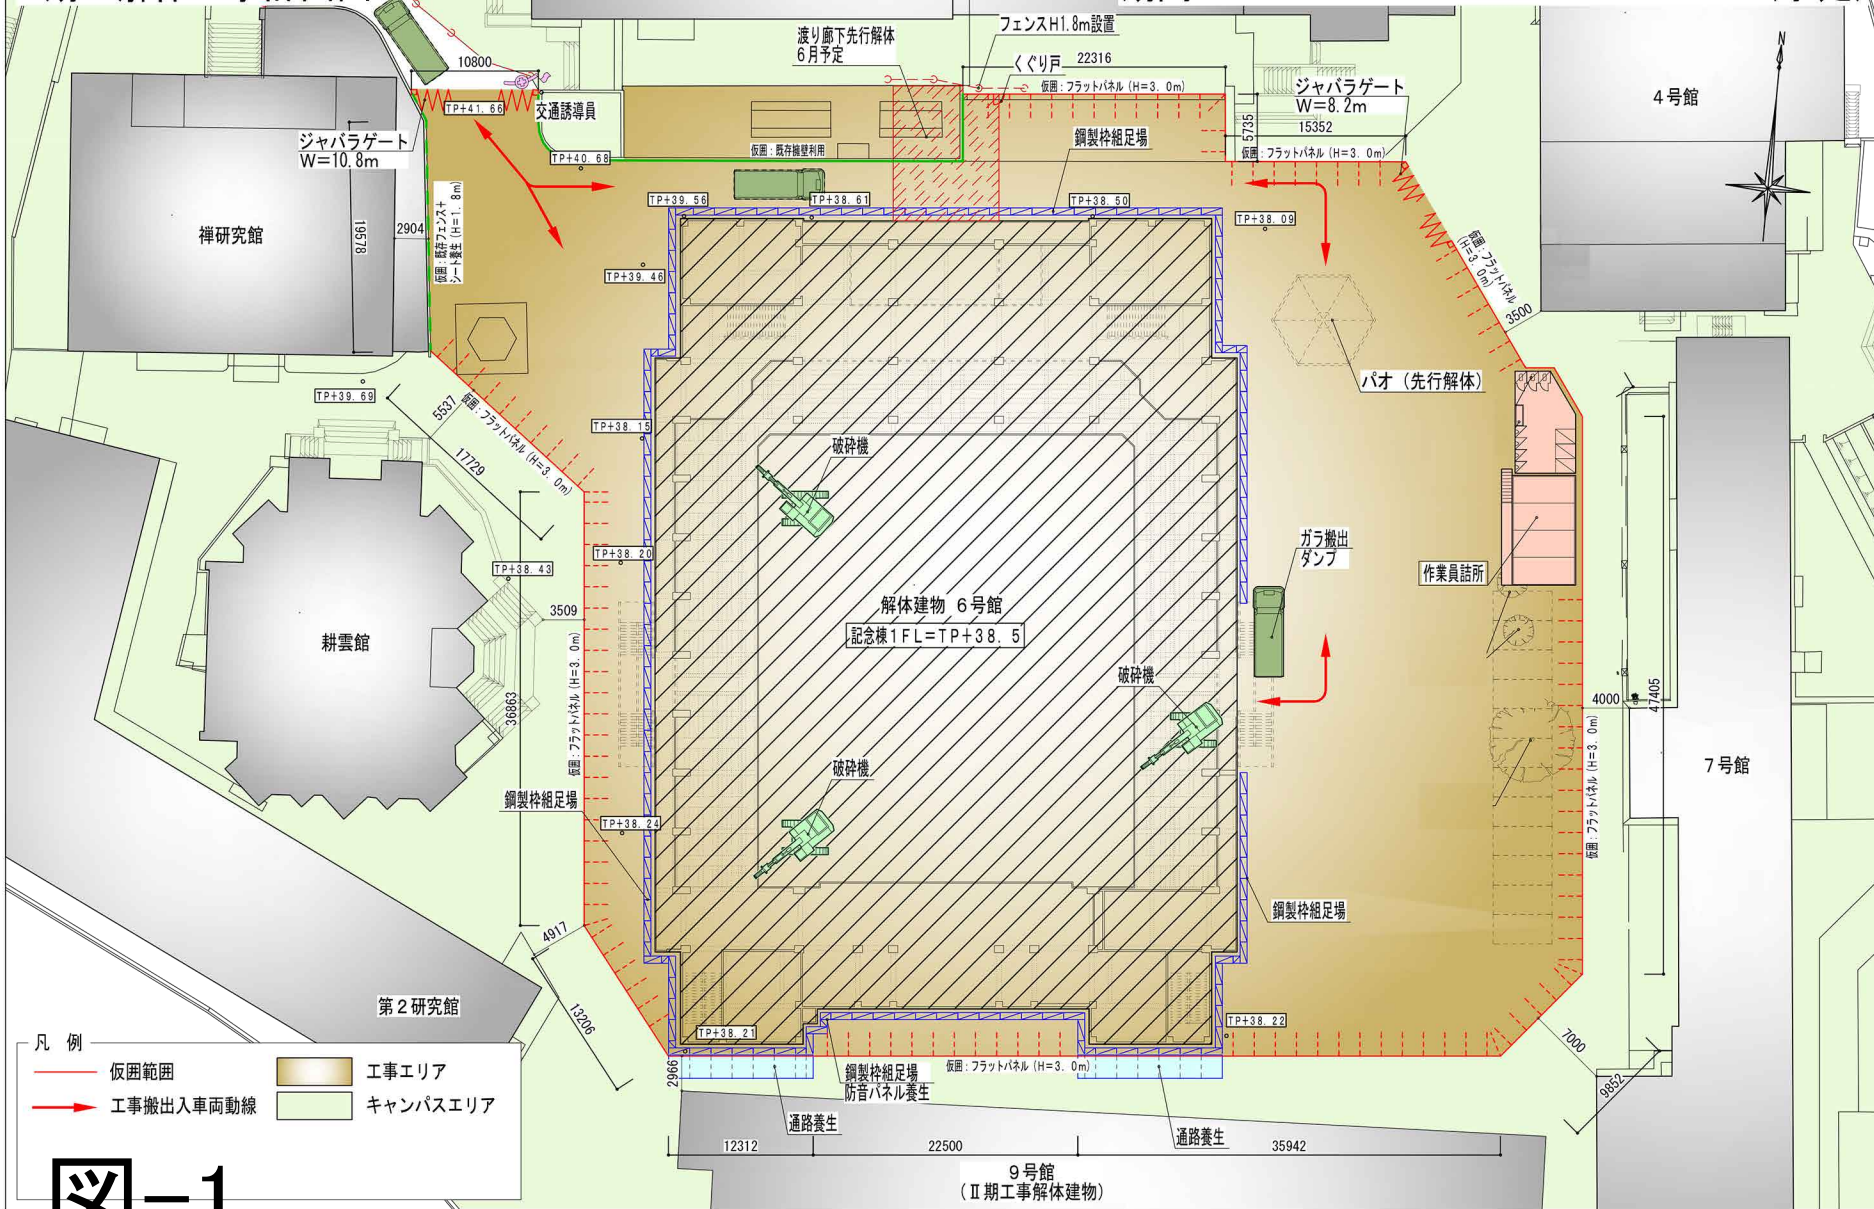 フェンスH1.8m設置
渡り廊下先行解体
6月予定
くぐり戸
22316
10800
仮囲：フラットパネル（H=3.0m）
ジャバラゲート
W=8.2m
4号館
N
TP+41.66
交通誘導員
15352
5735
ジャバラゲート
W=10.8m
鋼製枠組足場
仮囲：既存擁壁利用
仮囲：フラットパネル（H=3.0m）
TP+40.68
TP+39.56
TP+38.61
TP+38.50
TP+38.09
禅研究館
19578
2904
仮囲：既存フェンス＋
シート養生（H=1.8m）
仮囲：フラットパネル
（H=3.0m）
TP+39.46
3500
パオ（先行解体）
TP+39.69
5537
仮囲：フラットパネル（H=3.0m）
TP+38.15
17729
破砕機
TP+38.20
TP+38.43
ガラ搬出
ダンプ
作業員詰所
解体建物 6号館
記念棟1FL=TP+38.5
3509
耕雲館
36863
仮囲：フラットパネル（H=3.0m）
破砕機
4000
47405
仮囲：フラットパネル（H=3.0m）
7号館
破砕機
鋼製枠組足場
TP+38.24
鋼製枠組足場
4917
13206
第2研究館
TP+38.21
TP+38.22
2966
仮囲：フラットパネル（H=3.0m）
鋼製枠組足場
防音パネル養生
7000
9852
通路養生
通路養生
12312
22500
35942
9号館
（Ⅱ期工事解体建物）
凡 例
仮囲範囲
工事エリア
工事搬出入車両動線
キャンパスエリア
図-1